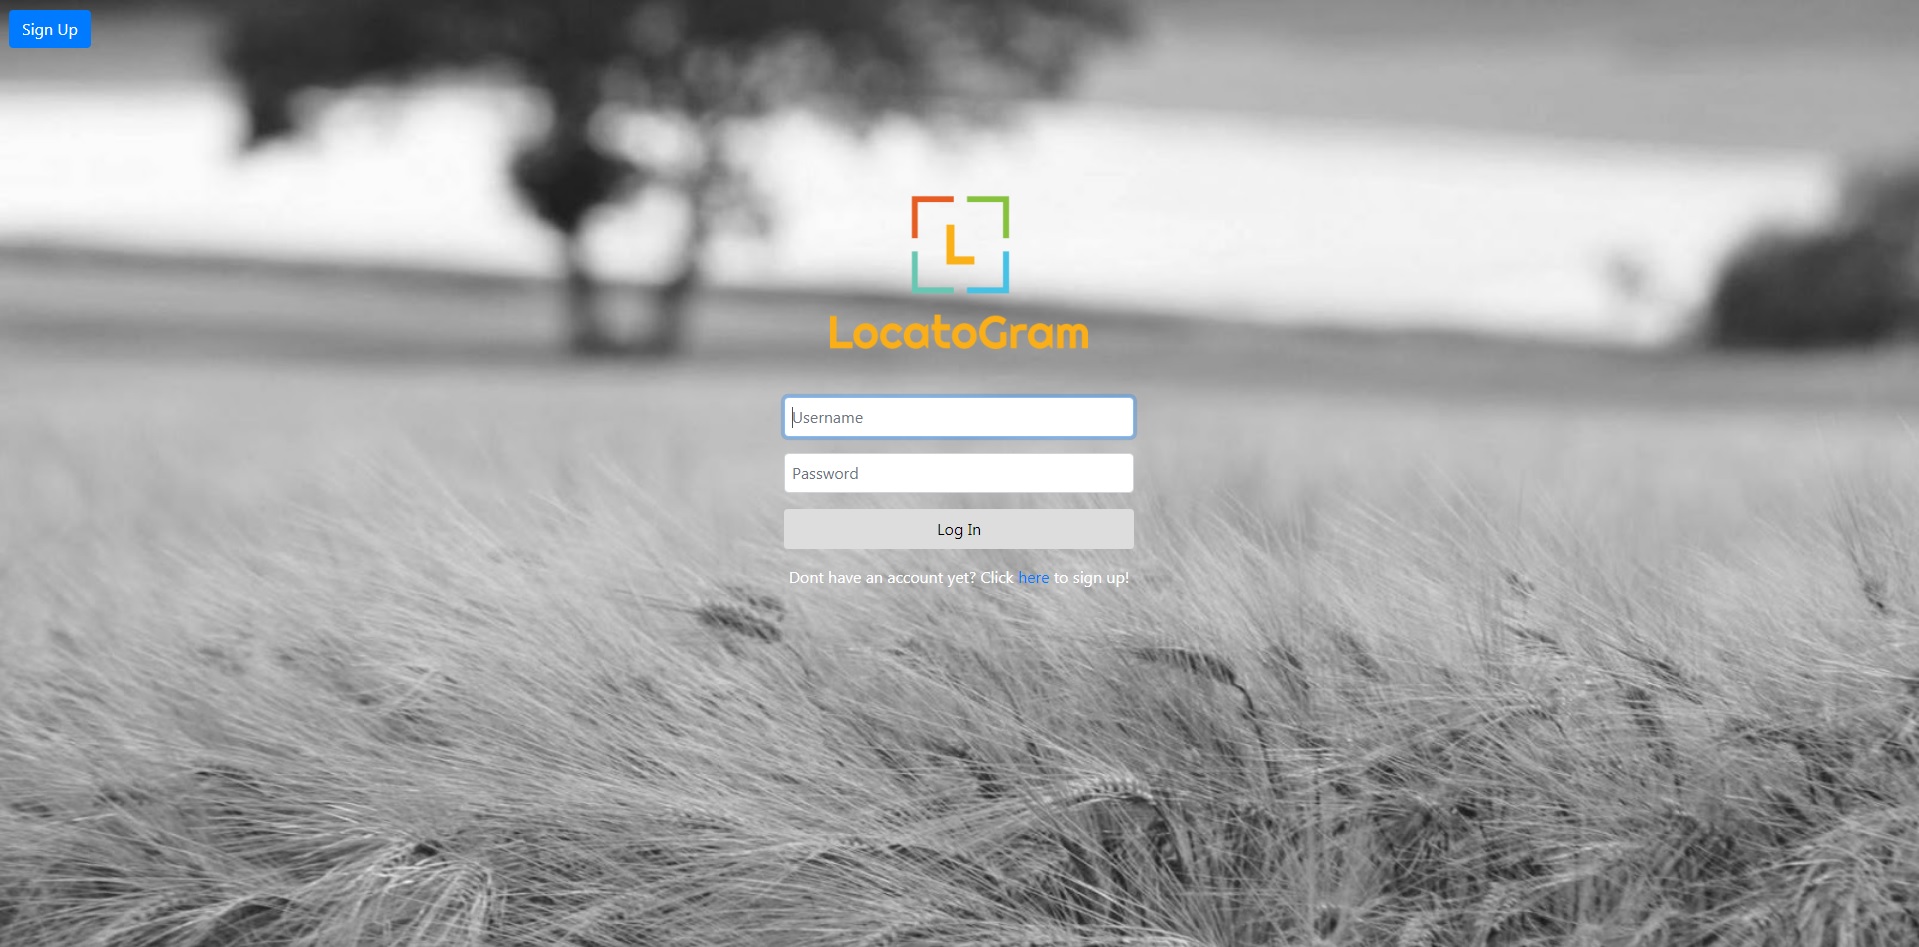 Sign Up
L
LocatoGram
Username
Password
Log In
Dont have an account yet? Click here to sign up!